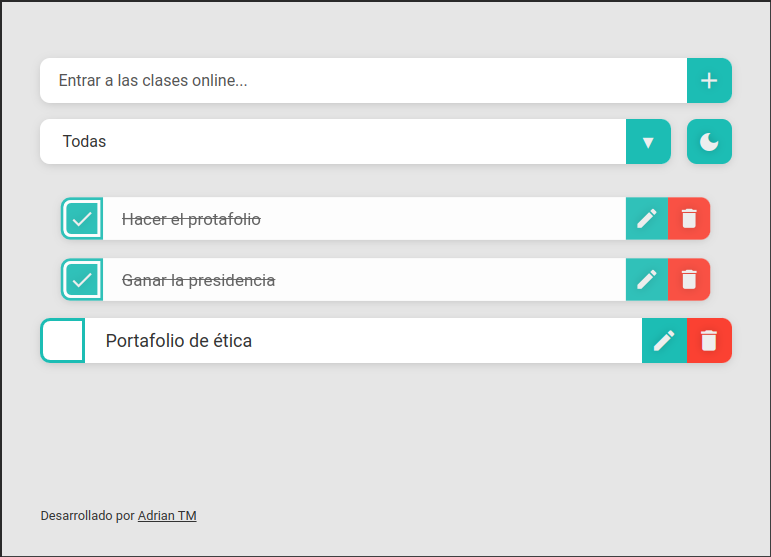 Entrar a las clases online...
Todas
Hacer el protafolio
Ganar la presidencia
Portafolio de ética
Desarrollado por Adrian TM